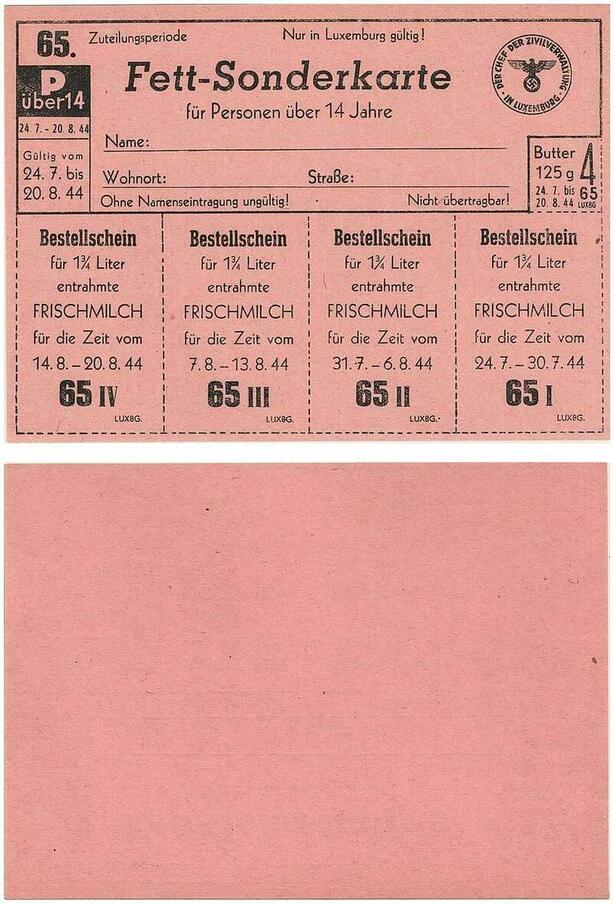 65. Zuteilungsperiode
Nur in Luxemburg gültig!
P
über 14
24. 7. - 20. 8. 44
Gültig vom
24. 7. bis
20. 8. 44
Fett-Sonderkarte
für Personen über 14 Jahre
Name:
Wohnort: Straße:
Ohne Namenseintragung ungültig! Nicht übertragbar!
DER CHEF DER ZIVILVERWALTUNG
· IN LUXEMBURG ·
Butter
125 g
24. 7. bis
20. 8. 44
4
65
LUXBG
Bestellschein
für 1¾ Liter
entrahmte
FRISCHMILCH
für die Zeit vom
14. 8. – 20. 8. 44
65 IV
LUXBG.
Bestellschein
für 1¾ Liter
entrahmte
FRISCHMILCH
für die Zeit vom
7. 8. – 13. 8. 44
65 III
LUXBG.
Bestellschein
für 1¾ Liter
entrahmte
FRISCHMILCH
für die Zeit vom
31. 7. – 6. 8. 44
65 II
LUXBG.
Bestellschein
für 1¾ Liter
entrahmte
FRISCHMILCH
für die Zeit vom
24. 7. – 30. 7. 44
65 I
LUXBG.